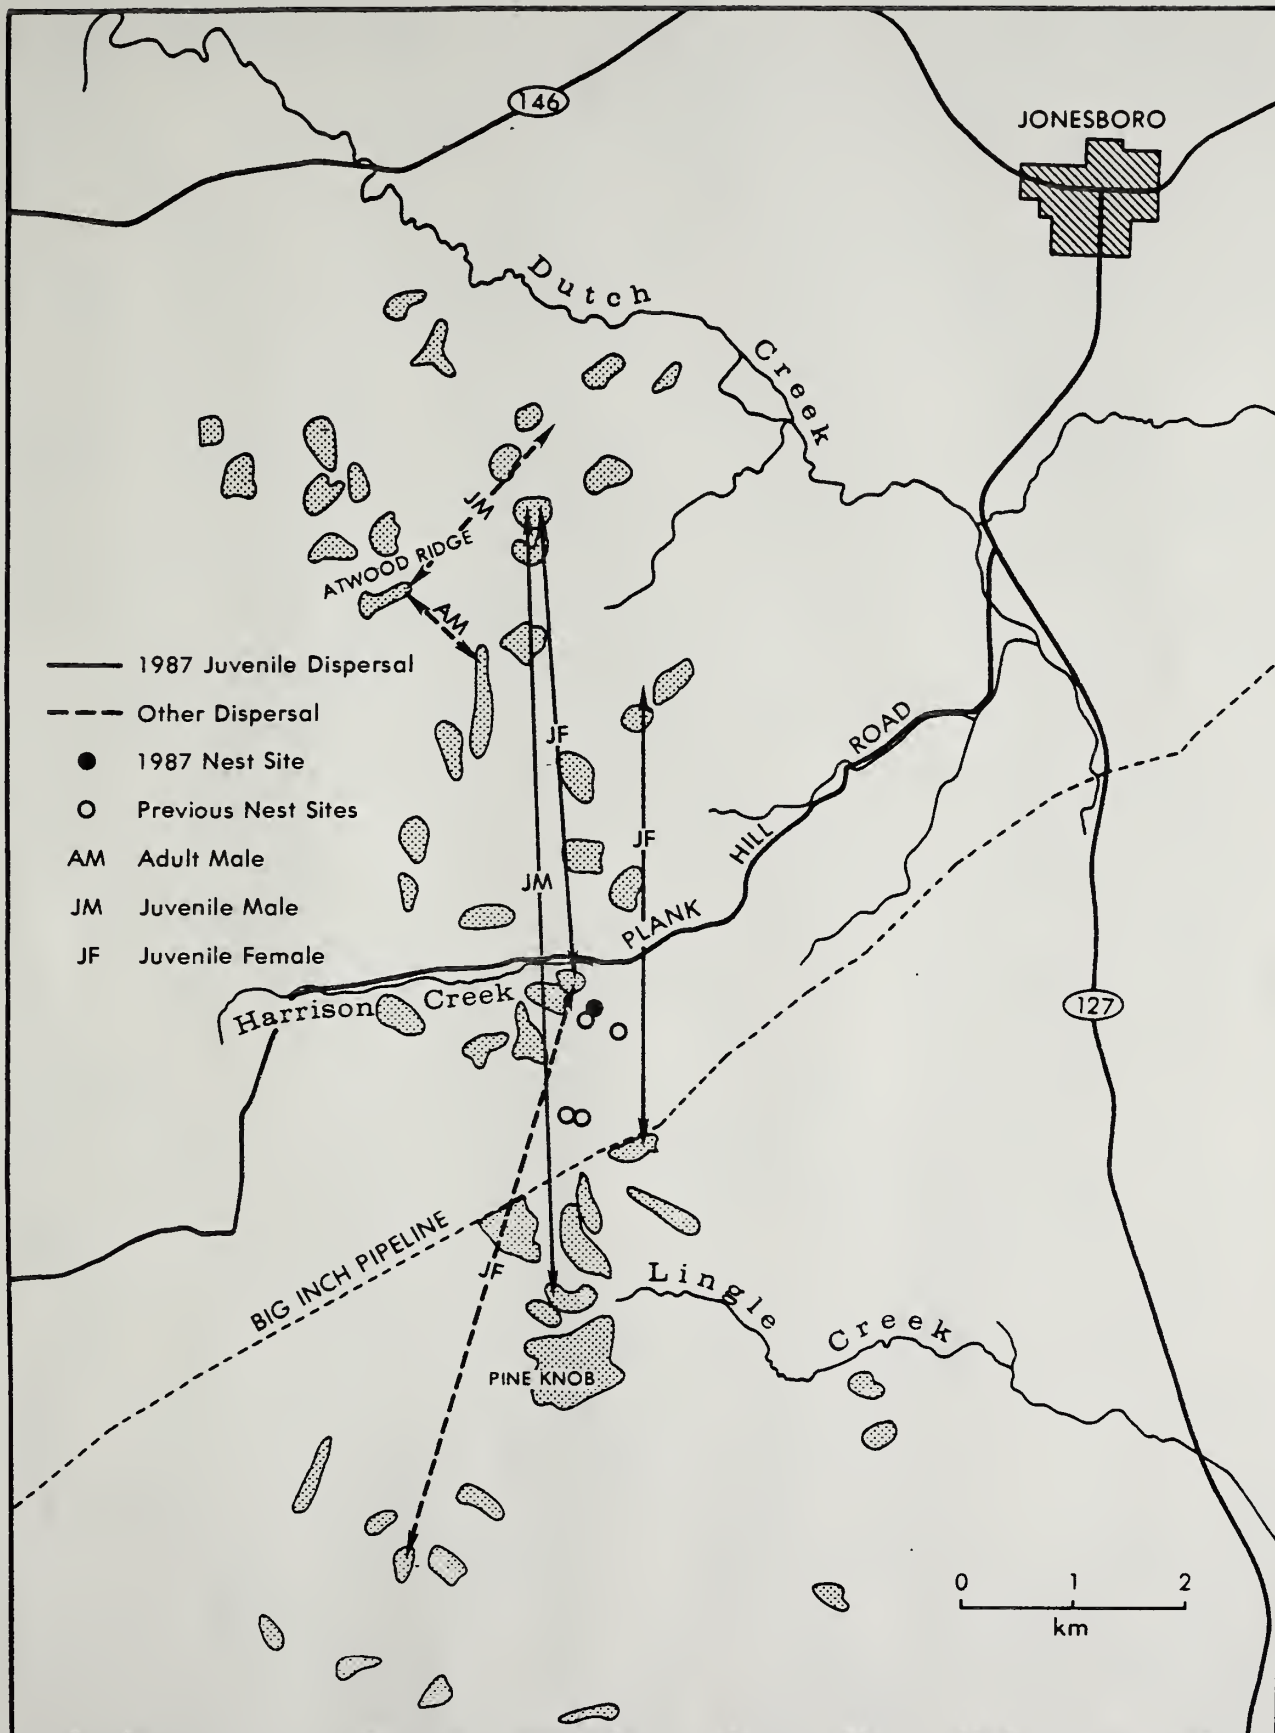 146
JONESBORO
Dutch Creek
JM
ATWOOD RIDGE
AM
1987 Juvenile Dispersal
Other Dispersal
1987 Nest Site
Previous Nest Sites
AM Adult Male
JM Juvenile Male
JF Juvenile Female
JF
JF
JM
PLANK HILL ROAD
Harrison Creek
127
BIG INCH PIPELINE
JF
Lingle Creek
PINE KNOB
0 1 2
km